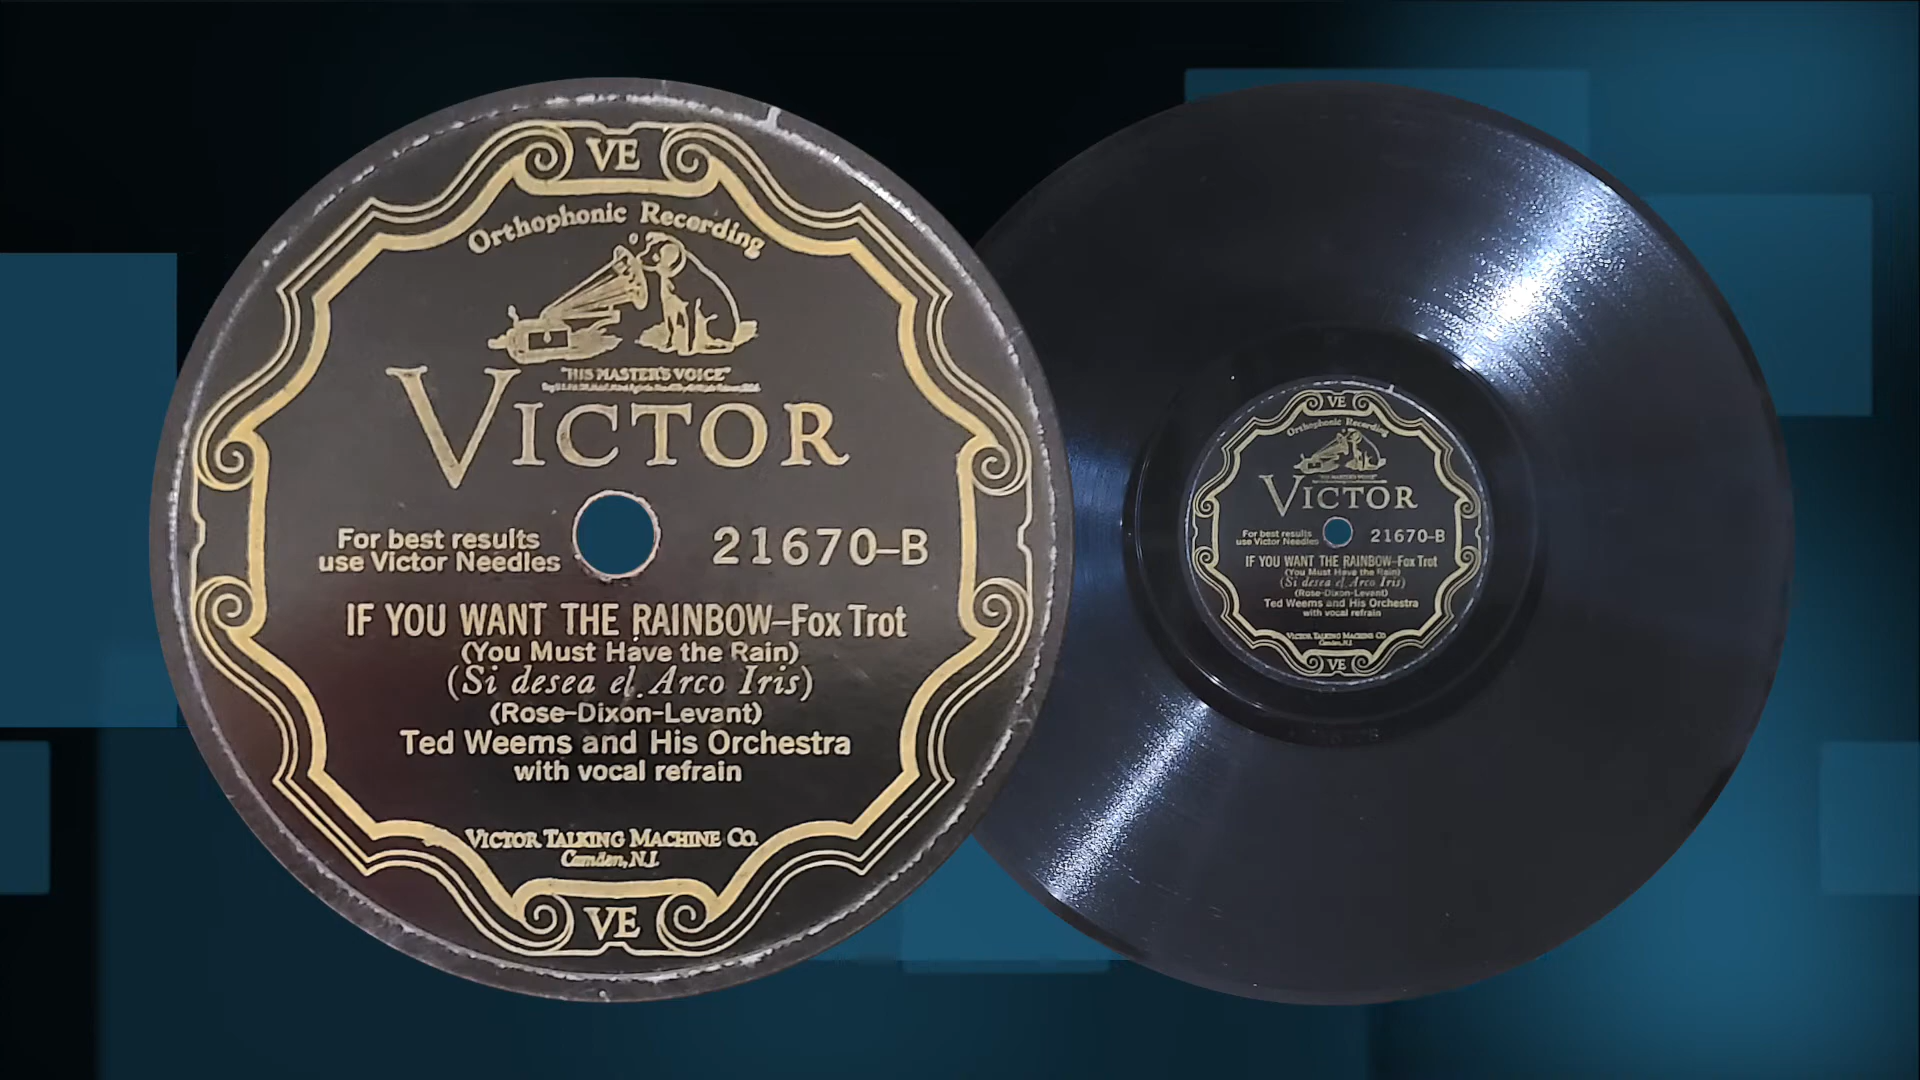 VE
Orthophonic Recording
"HIS MASTER'S VOICE"
VICTOR
For best results
use Victor Needles
21670-B
IF YOU WANT THE RAINBOW-Fox Trot
(You Must Have the Rain)
(Si desea el Arco Iris)
(Rose-Dixon-Levant)
Ted Weems and His Orchestra
with vocal refrain
VICTOR TALKING MACHINE CO.
Camden, N.J.
VE
VE
Orthophonic Recording
"HIS MASTER'S VOICE"
VICTOR
For best results
use Victor Needles
21670-B
IF YOU WANT THE RAINBOW-Fox Trot
(You Must Have the Rain)
(Si desea el Arco Iris)
(Rose-Dixon-Levant)
Ted Weems and His Orchestra
with vocal refrain
VICTOR TALKING MACHINE CO.
Camden, N.J.
VE